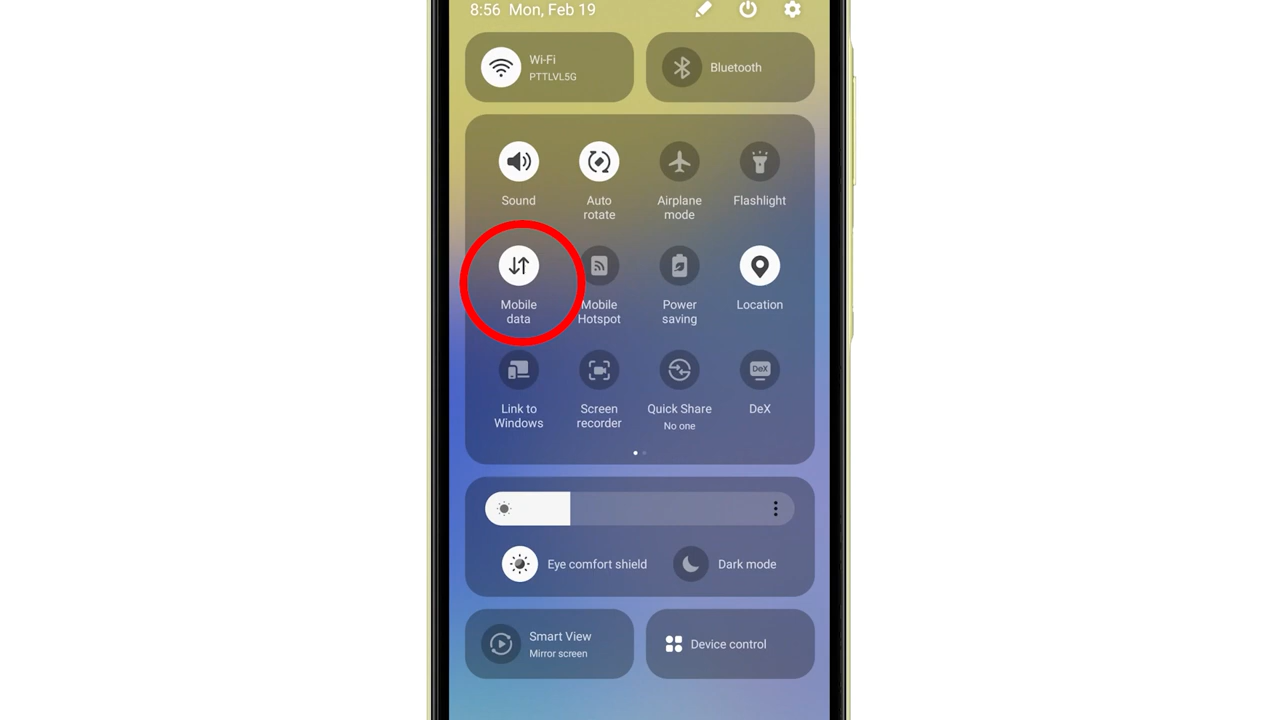 8:56 Mon, Feb 19
Wi-Fi
PTTLVL5G
Bluetooth
Sound
Auto
rotate
Airplane
mode
Flashlight
Mobile
data
Mobile
Hotspot
Power
saving
Location
Link to
Windows
Screen
recorder
Quick Share
No one
DeX
DeX
Eye comfort shield
Dark mode
Smart View
Mirror screen
Device control